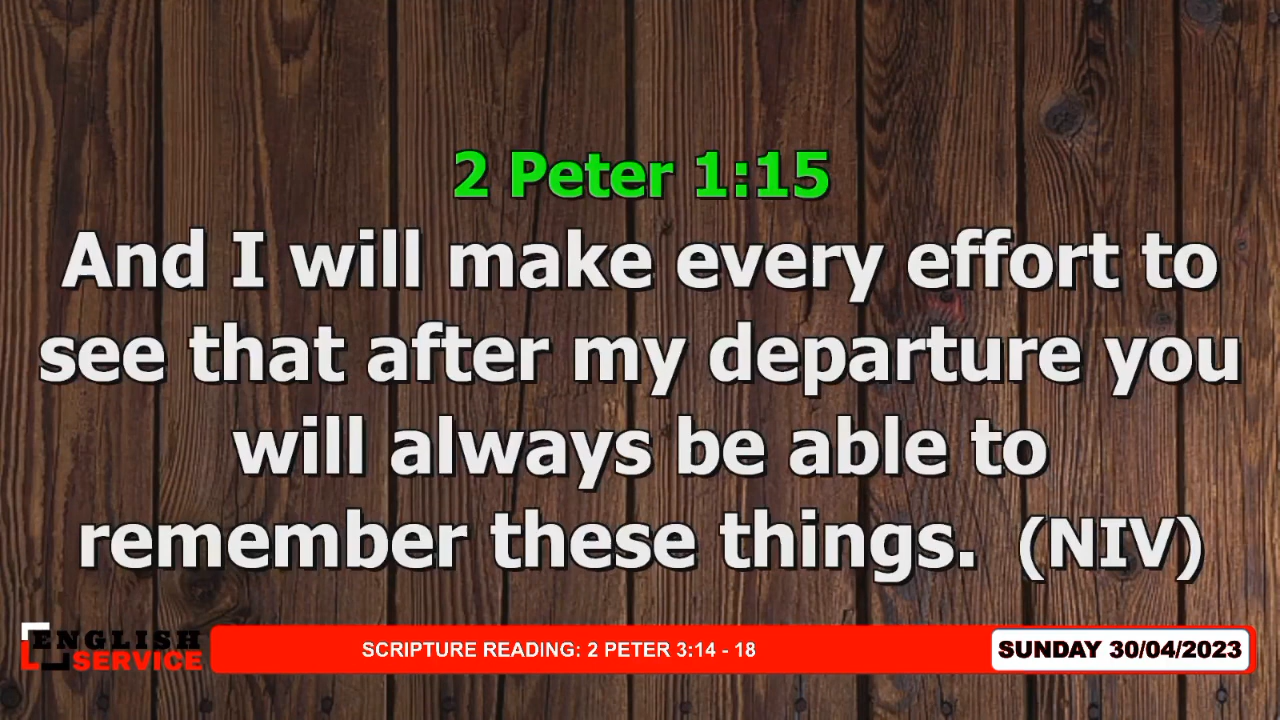 2 Peter 1:15
And I will make every effort to
see that after my departure you
will always be able to
remember these things.  (NIV)
ENGLISH
SERVICE
SCRIPTURE READING: 2 PETER 3:14 - 18
SUNDAY 30/04/2023